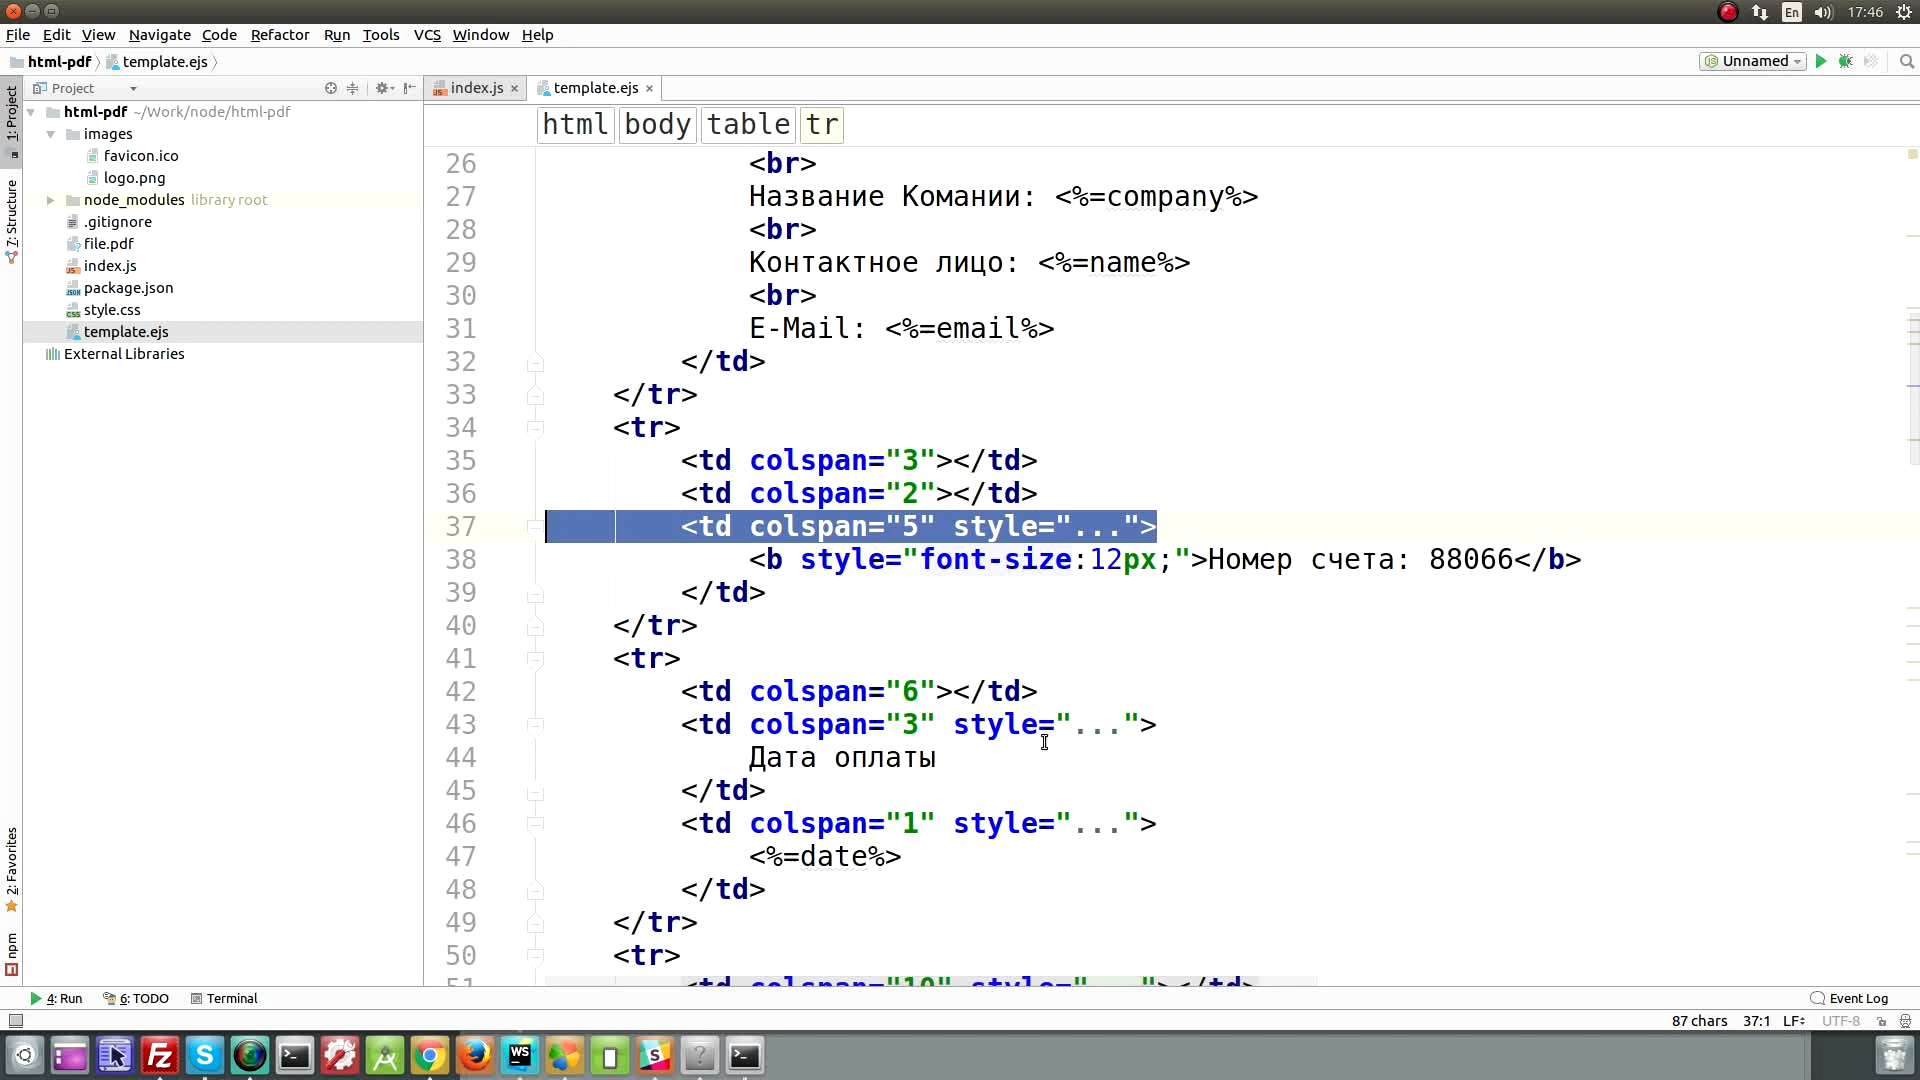 En 17:46
File Edit View Navigate Code Refactor Run Tools VCS Window Help
html-pdf template.ejs Unnamed
Project index.js template.ejs
html body table tr
1: Project
7: Structure
2: Favorites
npm
html-pdf ~/Work/node/html-pdf
images
favicon.ico
logo.png
node_modules library root
.gitignore
file.pdf
index.js
package.json
style.css
template.ejs
External Libraries
26 <br>
27 Название Комании: <%=company%>
28 <br>
29 Контактное лицо: <%=name%>
30 <br>
31 E-Mail: <%=email%>
32 </td>
33 </tr>
34 <tr>
35 <td colspan="3"></td>
36 <td colspan="2"></td>
37 <td colspan="5" style="...">
38 <b style="font-size:12px;">Номер счета: 88066</b>
39 </td>
40 </tr>
41 <tr>
42 <td colspan="6"></td>
43 <td colspan="3" style="...">
44 Дата оплаты
45 </td>
46 <td colspan="1" style="...">
47 <%=date%>
48 </td>
49 </tr>
50 <tr>
51 <td colspan="10" style="..."></td>
4: Run 6: TODO Terminal Event Log
87 chars 37:1 LF UTF-8
Fz S WS S ?